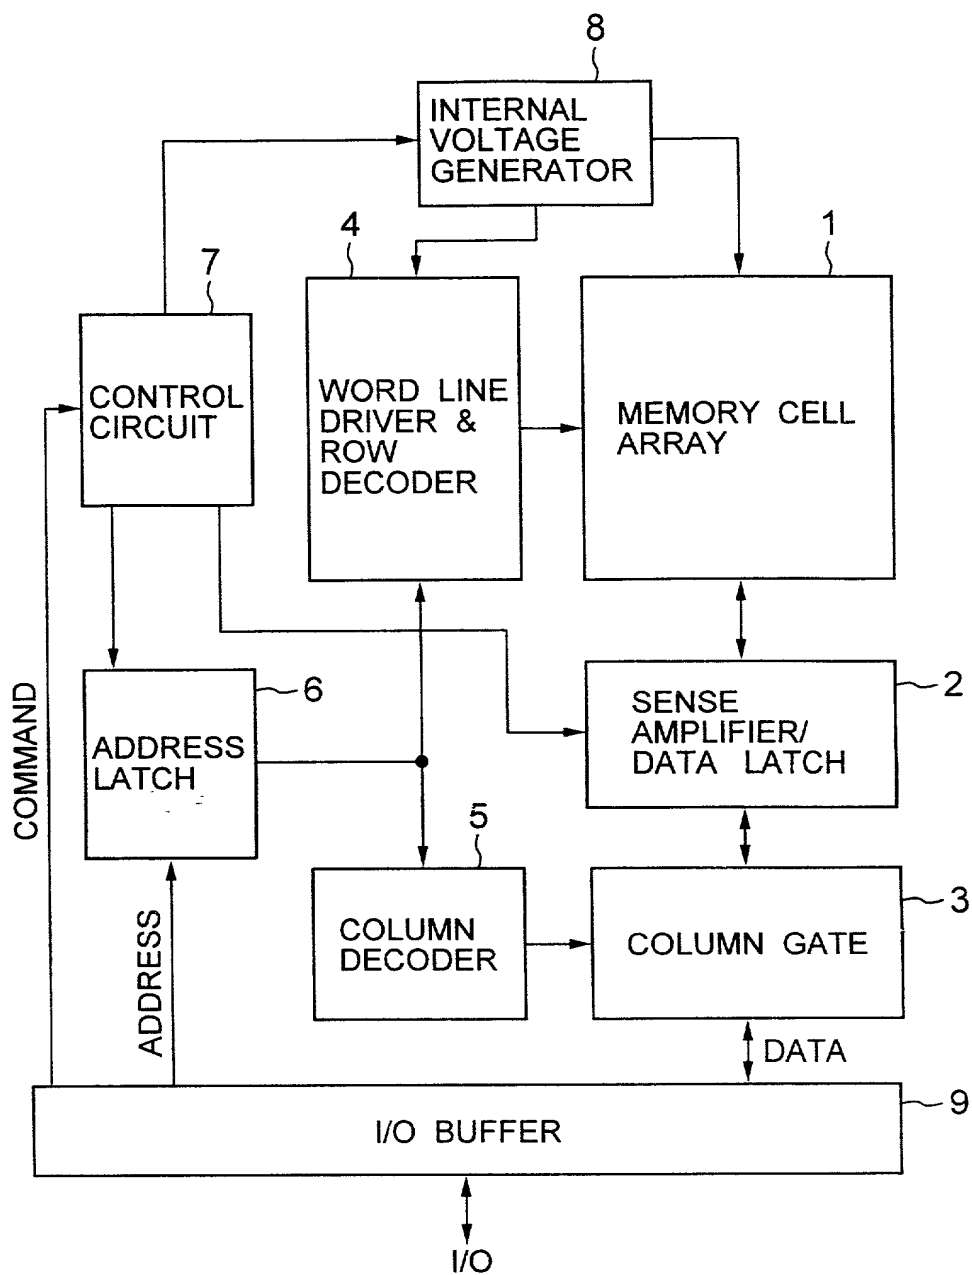 8
INTERNAL
VOLTAGE
GENERATOR
4
1
7
CONTROL
CIRCUIT
WORD LINE
DRIVER &
ROW
DECODER
MEMORY CELL
ARRAY
COMMAND
6
ADDRESS
LATCH
2
SENSE
AMPLIFIER/
DATA LATCH
5
COLUMN
DECODER
3
COLUMN GATE
ADDRESS
DATA
9
I/O BUFFER
I/O